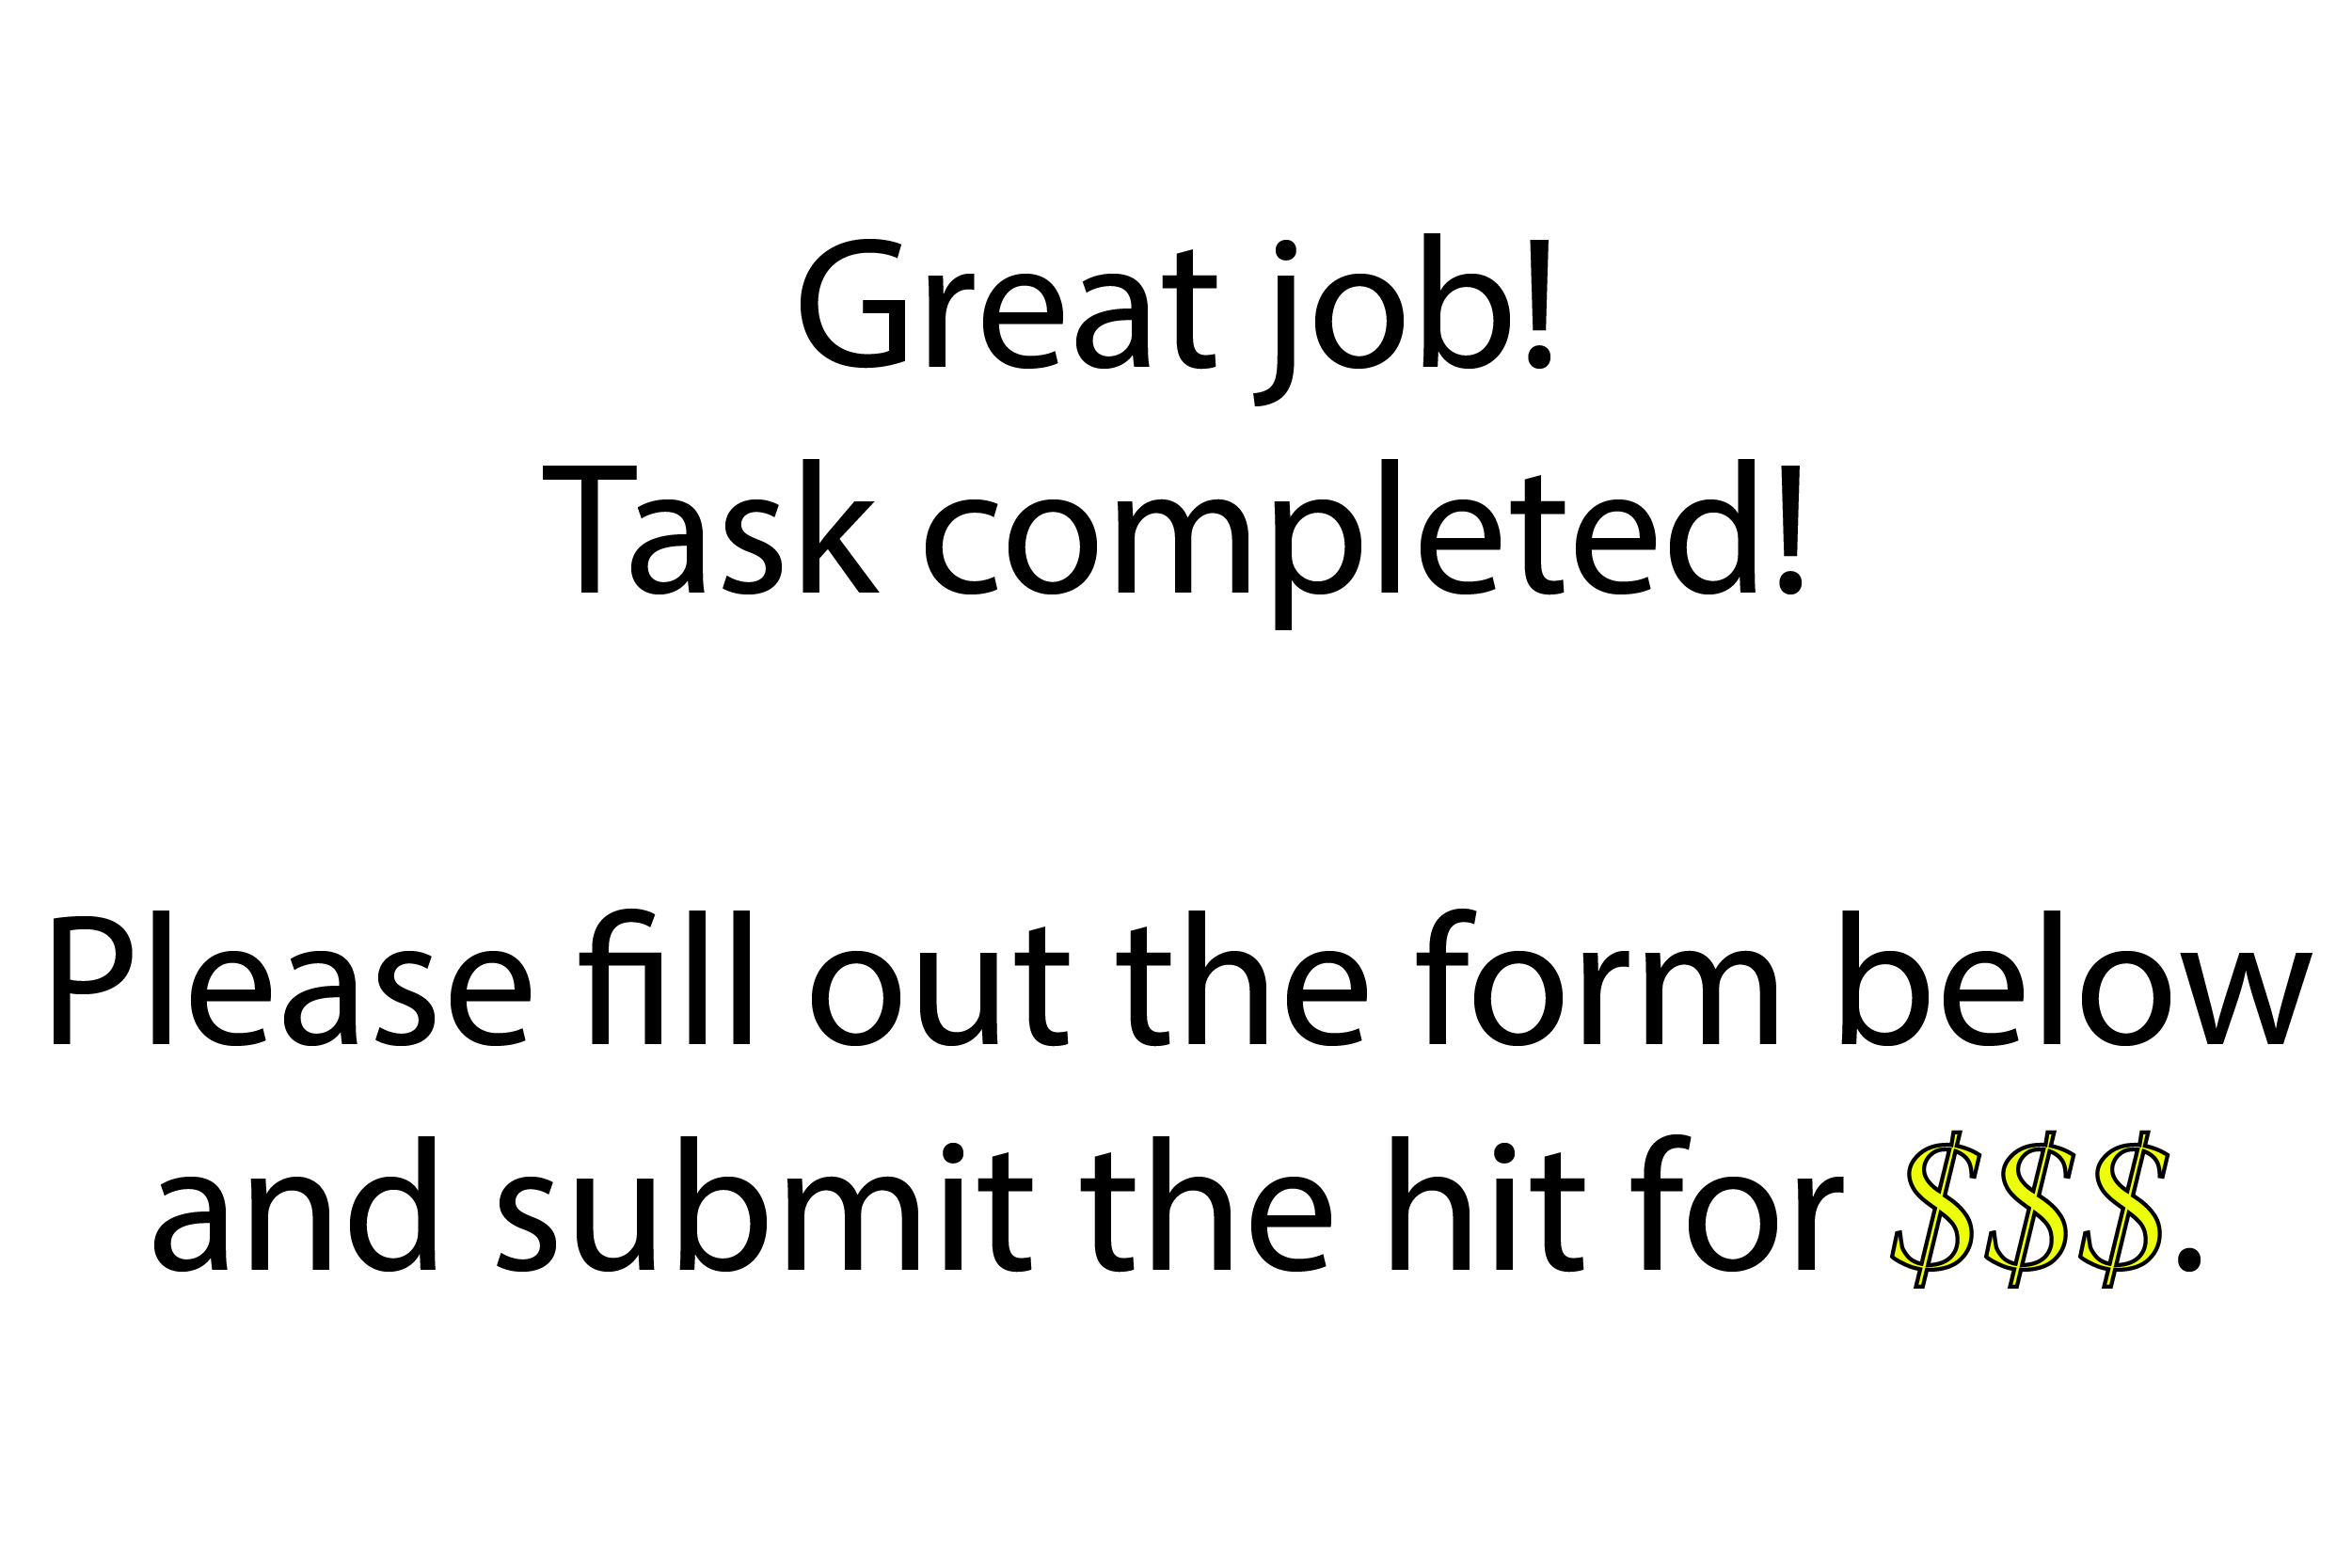 Great job!
Task completed!
Please fill out the form below
and submit the hit for $$$.